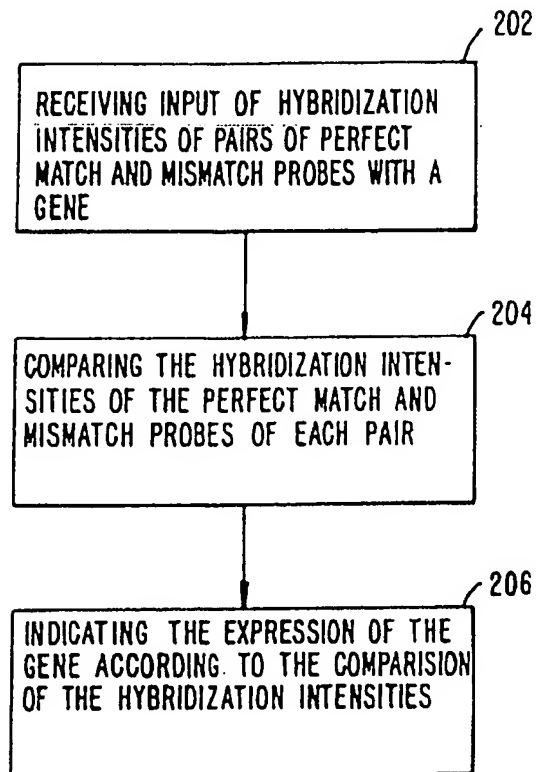 202
RECEIVING INPUT OF HYBRIDIZATION
INTENSITIES OF PAIRS OF PERFECT
MATCH AND MISMATCH PROBES WITH A
GENE
204
COMPARING THE HYBRIDIZATION INTEN-
SITIES OF THE PERFECT MATCH AND
MISMATCH PROBES OF EACH PAIR
206
INDICATING THE EXPRESSION OF THE
GENE ACCORDING. TO THE COMPARISION
OF THE HYBRIDIZATION INTENSITIES